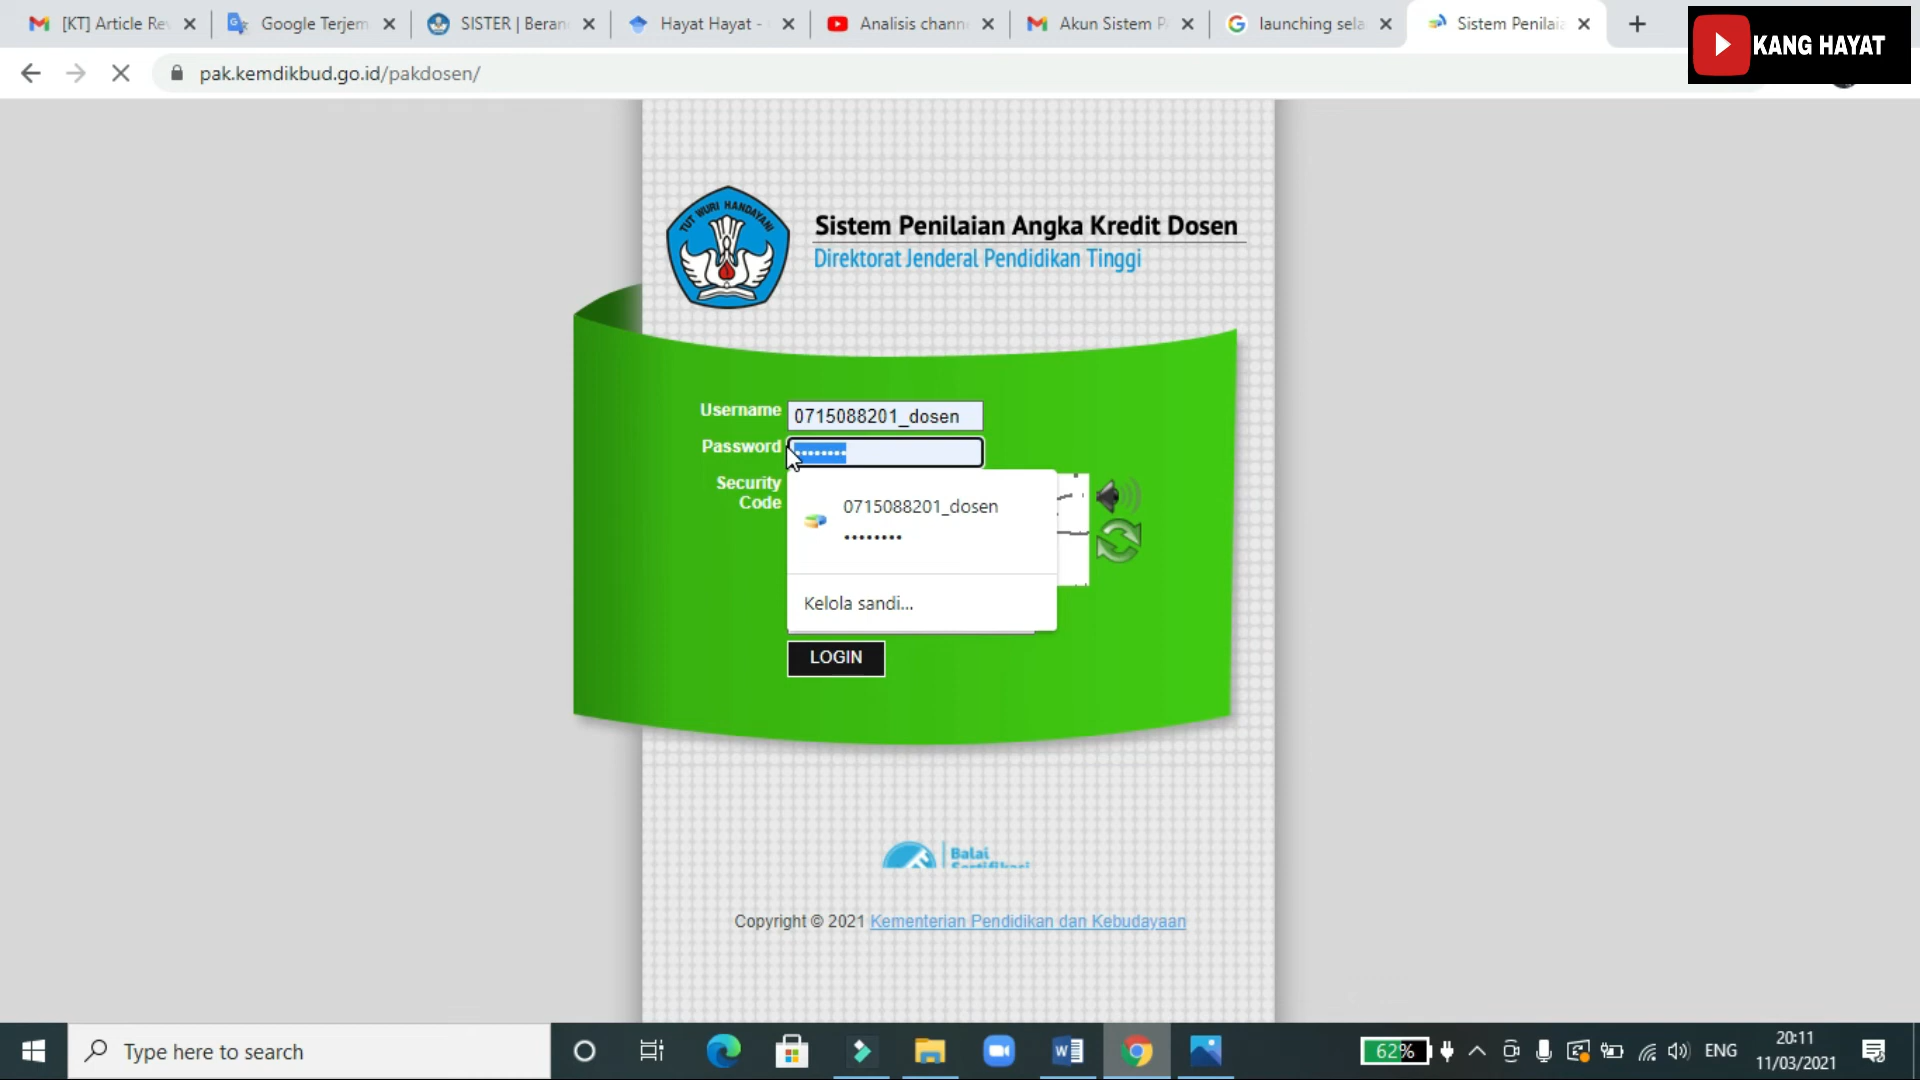 [KT] Article Re
Google Terjem
SISTER | Beran
Hayat Hayat -
Analisis chann
Akun Sistem P
launching sela
Sistem Penilaia
KANG HAYAT
pak.kemdikbud.go.id/pakdosen/
TUT WURI HANDAYANI
Sistem Penilaian Angka Kredit Dosen
Direktorat Jenderal Pendidikan Tinggi
Username
0715088201_dosen
Password
Security
Code
0715088201_dosen
Kelola sandi...
LOGIN
Balai
Sertifikasi
Copyright © 2021 Kementerian Pendidikan dan Kebudayaan
Type here to search
62%
ENG
20:11
11/03/2021